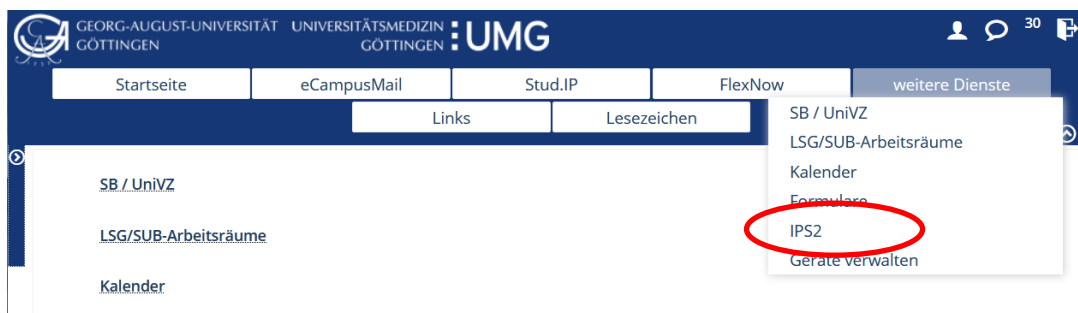 GEORG-AUGUST-UNIVERSITÄT UNIVERSITÄTSMEDIZIN
GÖTTINGEN GÖTTINGEN :UMG
30
Startseite eCampusMail Stud.IP FlexNow weitere Dienste
Links Lesezeichen
SB / UniVZ
LSG/SUB-Arbeitsräume
Kalender
Formulare
IPS2
Geräte verwalten
SB / UniVZ
LSG/SUB-Arbeitsräume
Kalender